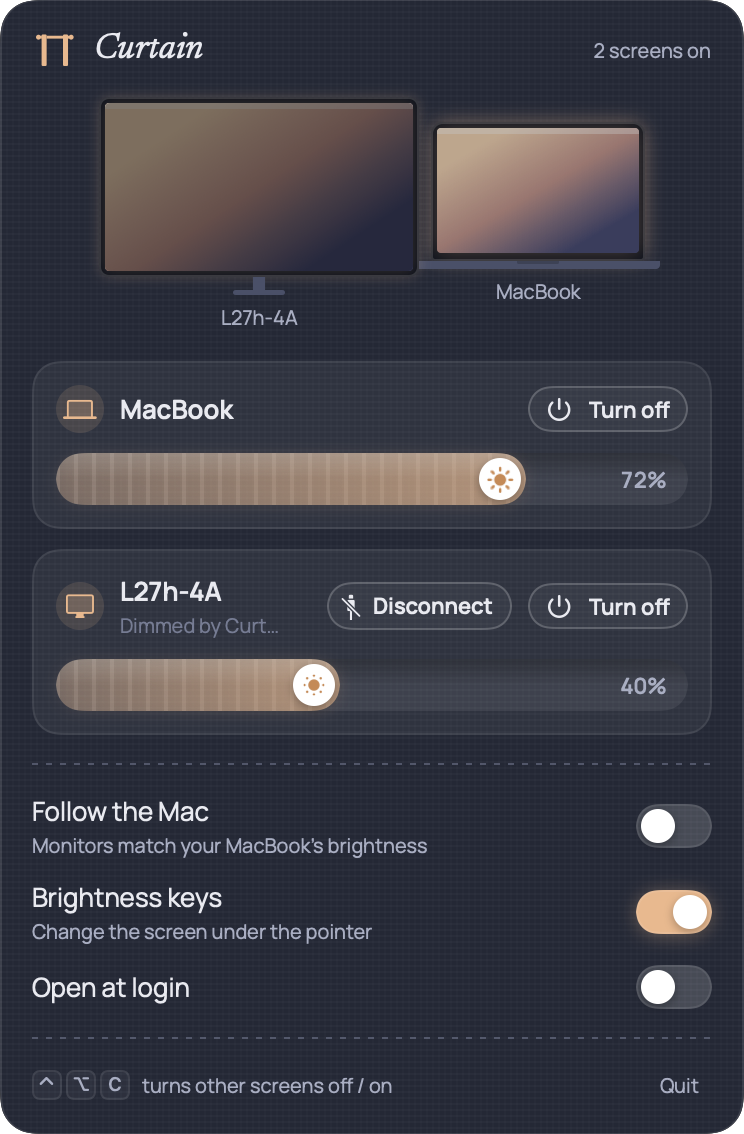 Curtain
2 screens on
L27h-4A
MacBook
MacBook
Turn off
72%
L27h-4A
Dimmed by Curt...
Disconnect
Turn off
40%
Follow the Mac
Monitors match your MacBook's brightness
Brightness keys
Change the screen under the pointer
Open at login
⌃ ⌥ C turns other screens off / on
Quit